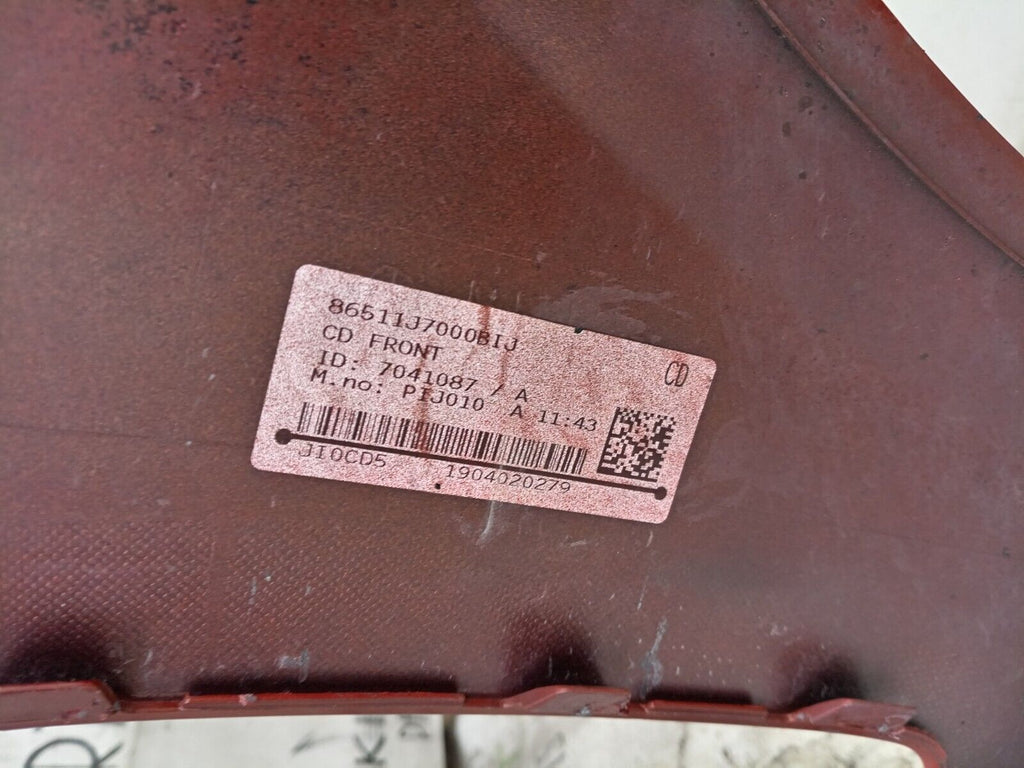 86511J7000BIJ
CD FRONT
CD
ID: 7041087 / A
M.no: PIJ010 A 11:43
JI0CD5 1904020279